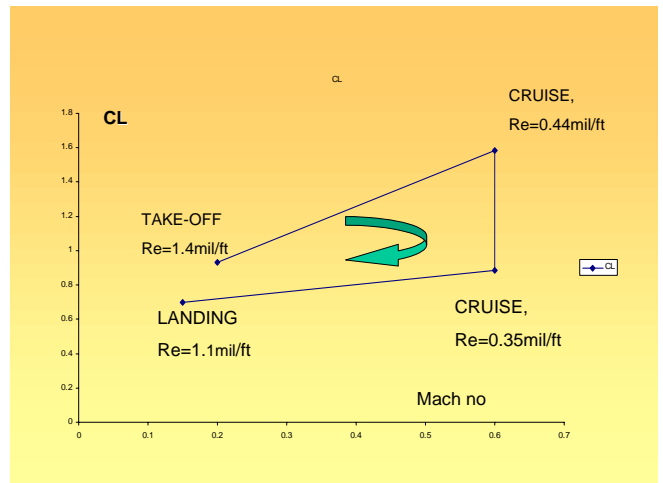 CL
CL
CRUISE,
Re=0.44mil/ft
TAKE-OFF
Re=1.4mil/ft
LANDING
Re=1.1mil/ft
CRUISE,
Re=0.35mil/ft
CL
Mach no
1.8
1.6
1.4
1.2
1
0.8
0.6
0.4
0.2
0
0
0.1
0.2
0.3
0.4
0.5
0.6
0.7